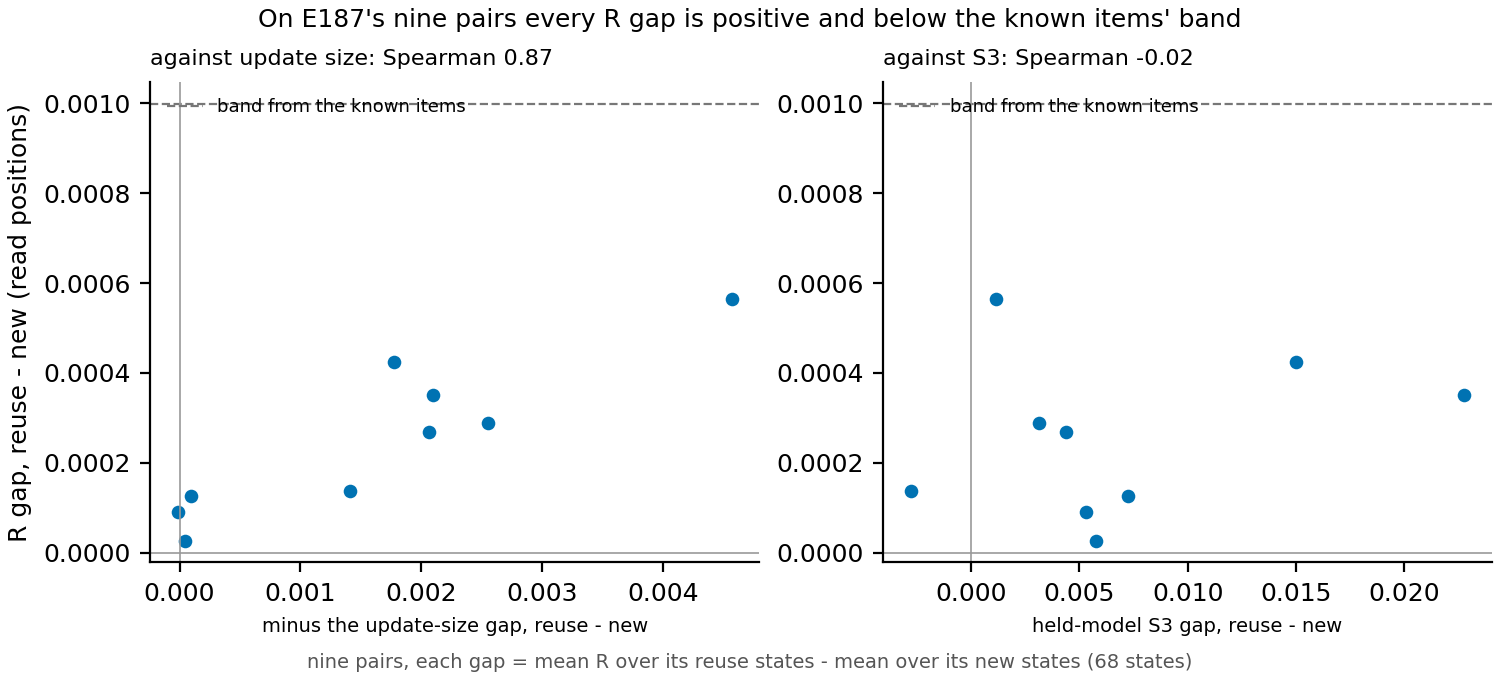 On E187's nine pairs every R gap is positive and below the known items' band
against update size: Spearman 0.87
R gap, reuse - new (read positions)
0.0010
0.0008
0.0006
0.0004
0.0002
0.0000
band from the known items
0.000
0.001
0.002
0.003
0.004
minus the update-size gap, reuse - new
against S3: Spearman -0.02
0.0010
0.0008
0.0006
0.0004
0.0002
0.0000
band from the known items
0.000
0.005
0.010
0.015
0.020
held-model S3 gap, reuse - new
nine pairs, each gap = mean R over its reuse states - mean over its new states (68 states)